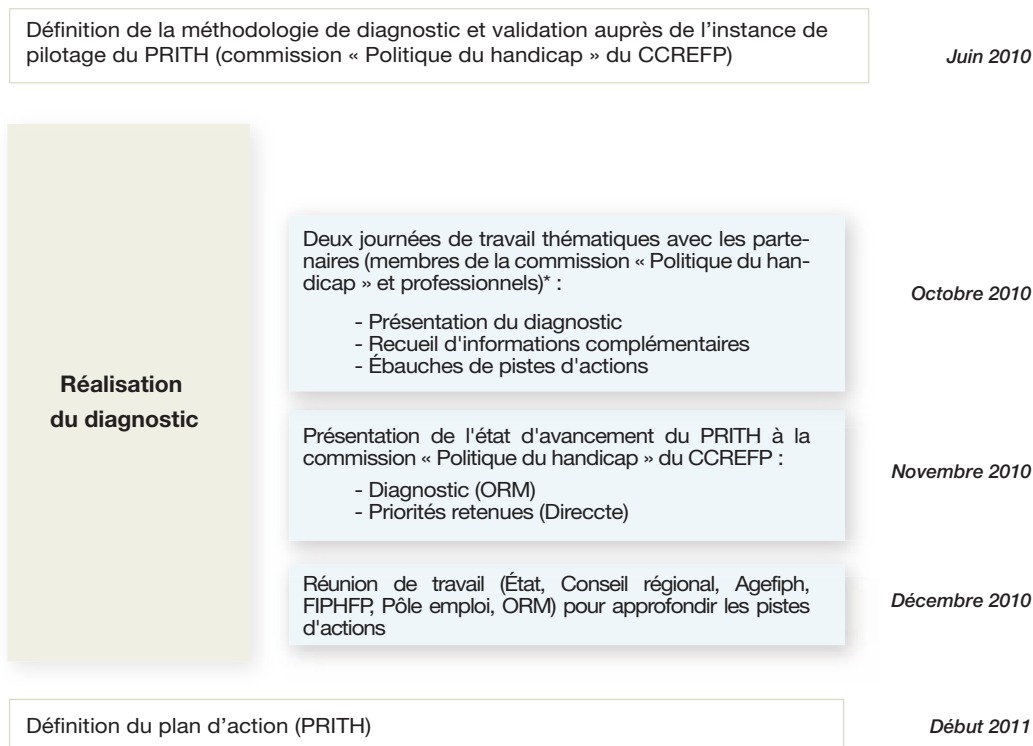 Définition de la méthodologie de diagnostic et validation auprès de l’instance de
pilotage du PRITH (commission « Politique du handicap » du CCREFP)
Juin 2010
Réalisation
du diagnostic
Deux journées de travail thématiques avec les parte-
naires (membres de la commission « Politique du han-
dicap » et professionnels)* :
- Présentation du diagnostic
- Recueil d'informations complémentaires
- Ébauches de pistes d'actions
Octobre 2010
Présentation de l'état d'avancement du PRITH à la
commission « Politique du handicap » du CCREFP :
- Diagnostic (ORM)
- Priorités retenues (Direccte)
Novembre 2010
Réunion de travail (État, Conseil régional, Agefiph,
FIPHFP, Pôle emploi, ORM) pour approfondir les pistes
d'actions
Décembre 2010
Définition du plan d’action (PRITH)
Début 2011